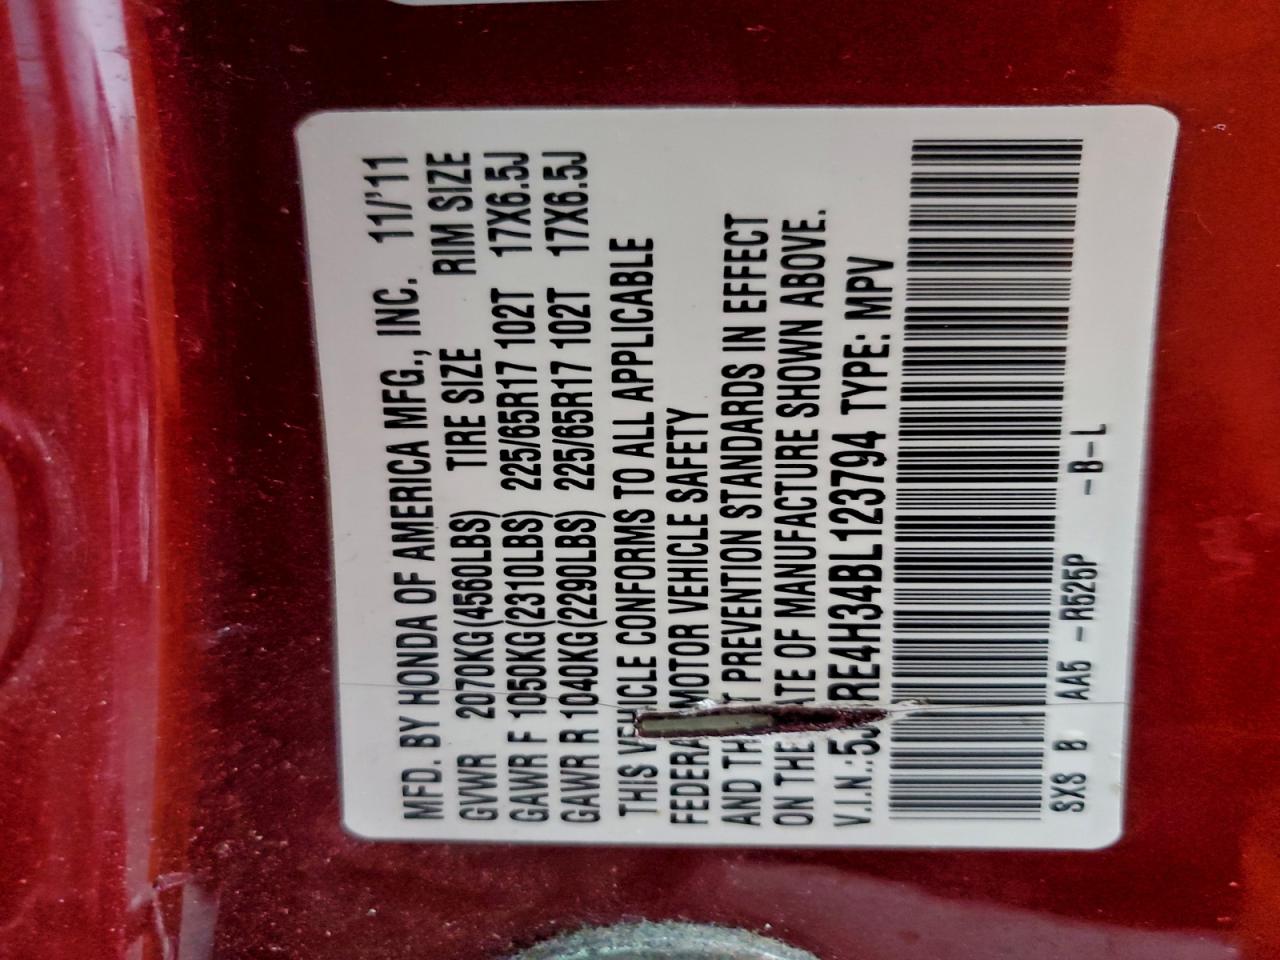 MFD. BY HONDA OF AMERICA MFG., INC. 11/'11
GVWR 2070KG(4560LBS) TIRE SIZE RIM SIZE
GAWR F 1050KG(2310LBS) 225/65R17 102T 17X6.5J
GAWR R 1040KG(2290LBS) 225/65R17 102T 17X6.5J
THIS VEHICLE CONFORMS TO ALL APPLICABLE
FEDERA MOTOR VEHICLE SAFETY
AND TH T PREVENTION STANDARDS IN EFFECT
ON THE ATE OF MANUFACTURE SHOWN ABOVE.
V.I.N.:5J RE4H34BL123794 TYPE: MPV
SXS B AA5 -R525P -B-L